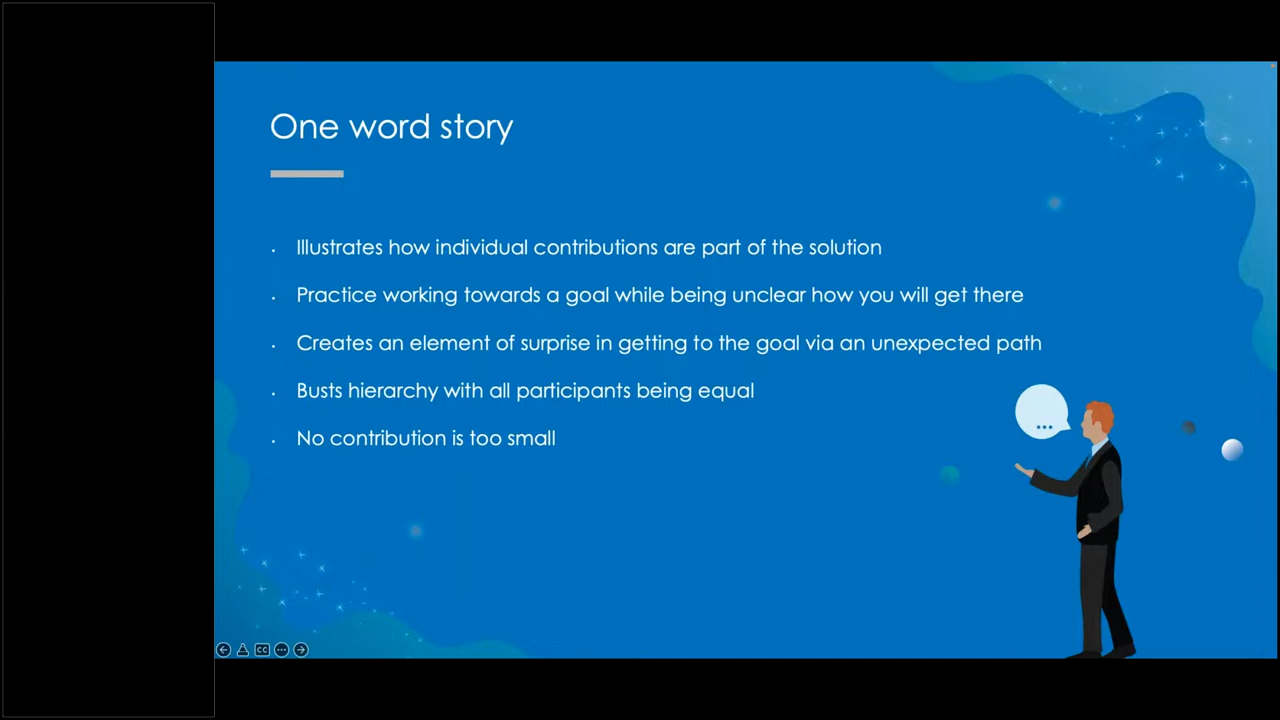 One word story
Illustrates how individual contributions are part of the solution
Practice working towards a goal while being unclear how you will get there
Creates an element of surprise in getting to the goal via an unexpected path
Busts hierarchy with all participants being equal
No contribution is too small
CC